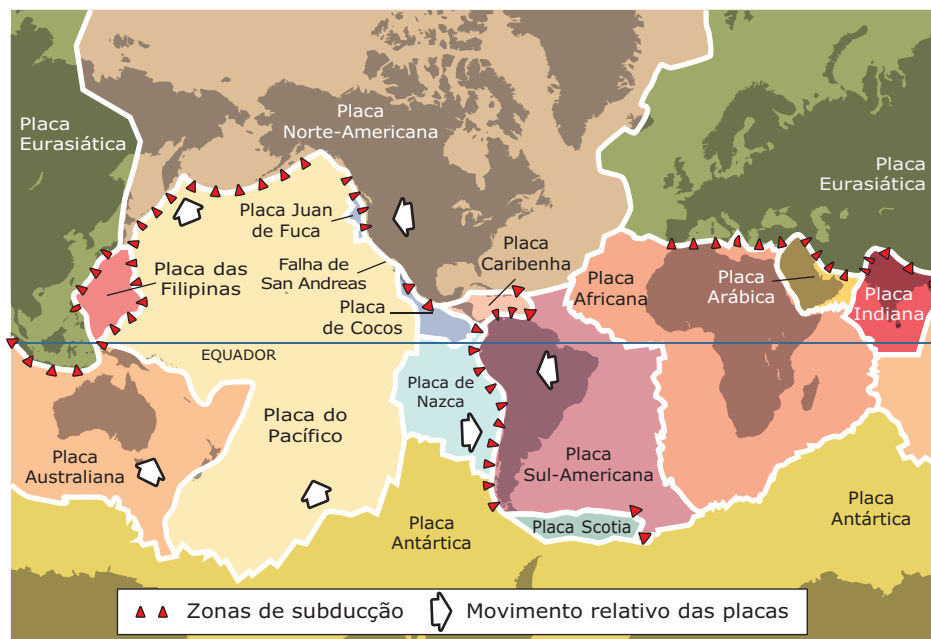 Placa
Eurasiática
Placa
Norte-Americana
Placa
Eurasiática
Placa Juan
de Fuca
Placa das
Filipinas
Falha de
San Andreas
Placa
Caribenha
Placa
Africana
Placa
Arábica
Placa
Indiana
Placa
de Cocos
EQUADOR
Placa de
Nazca
Placa do
Pacífico
Placa
Australiana
Placa
Sul-Americana
Placa
Antártica
Placa Scotia
Placa
Antártica
Zonas de subducção
Movimento relativo das placas